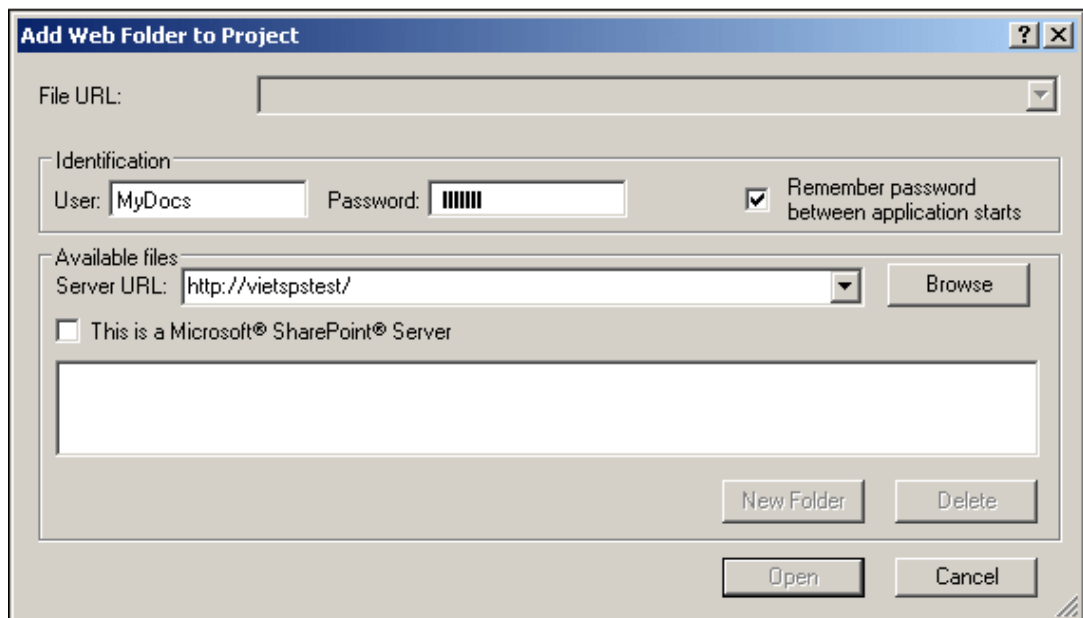 Add Web Folder to Project
File URL:
Identification
User: MyDocs Password: Remember password
between application starts
Available files
Server URL: http://vietspstest/ Browse
This is a Microsoft® SharePoint® Server
New Folder Delete
Open Cancel